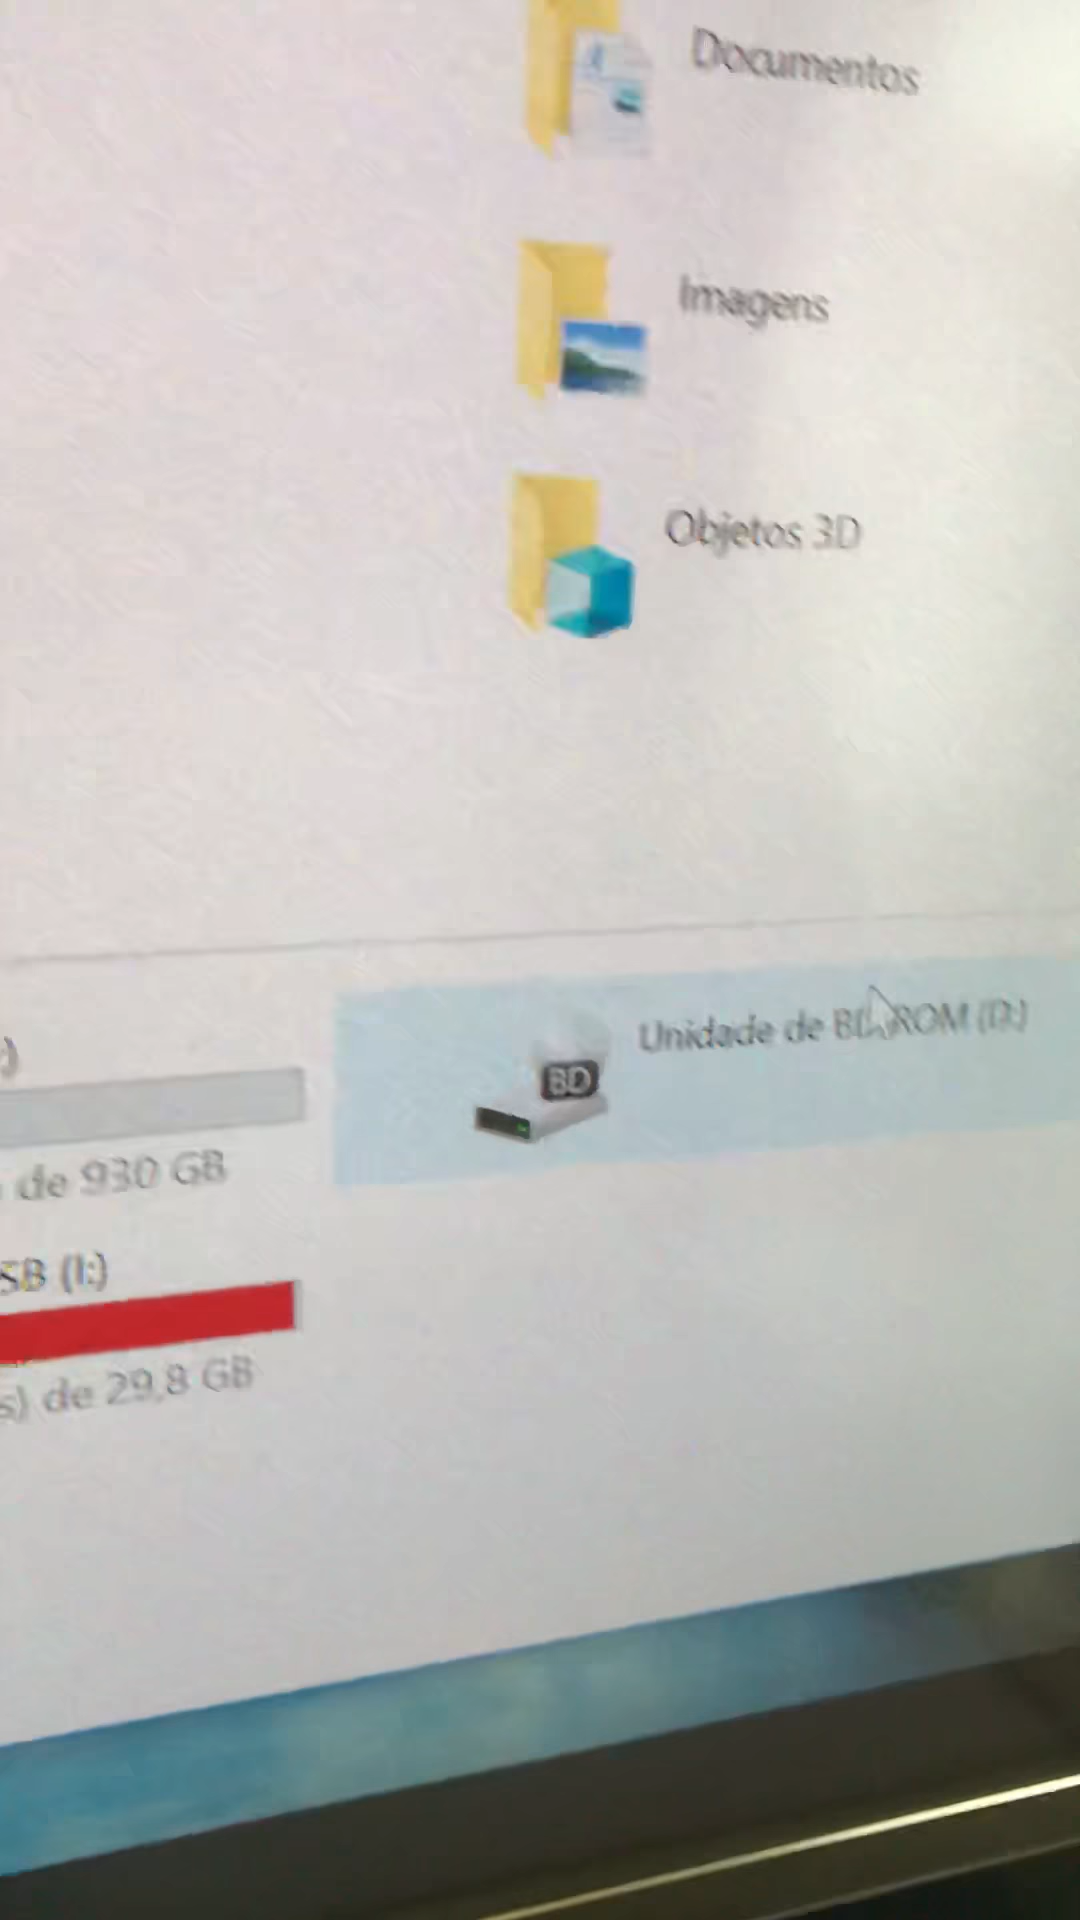 Documentos
Imagens
Objetos 3D
:)
de 930 GB
SB (I:)
s) de 29,8 GB
Unidade de BD-ROM (D:)
BD